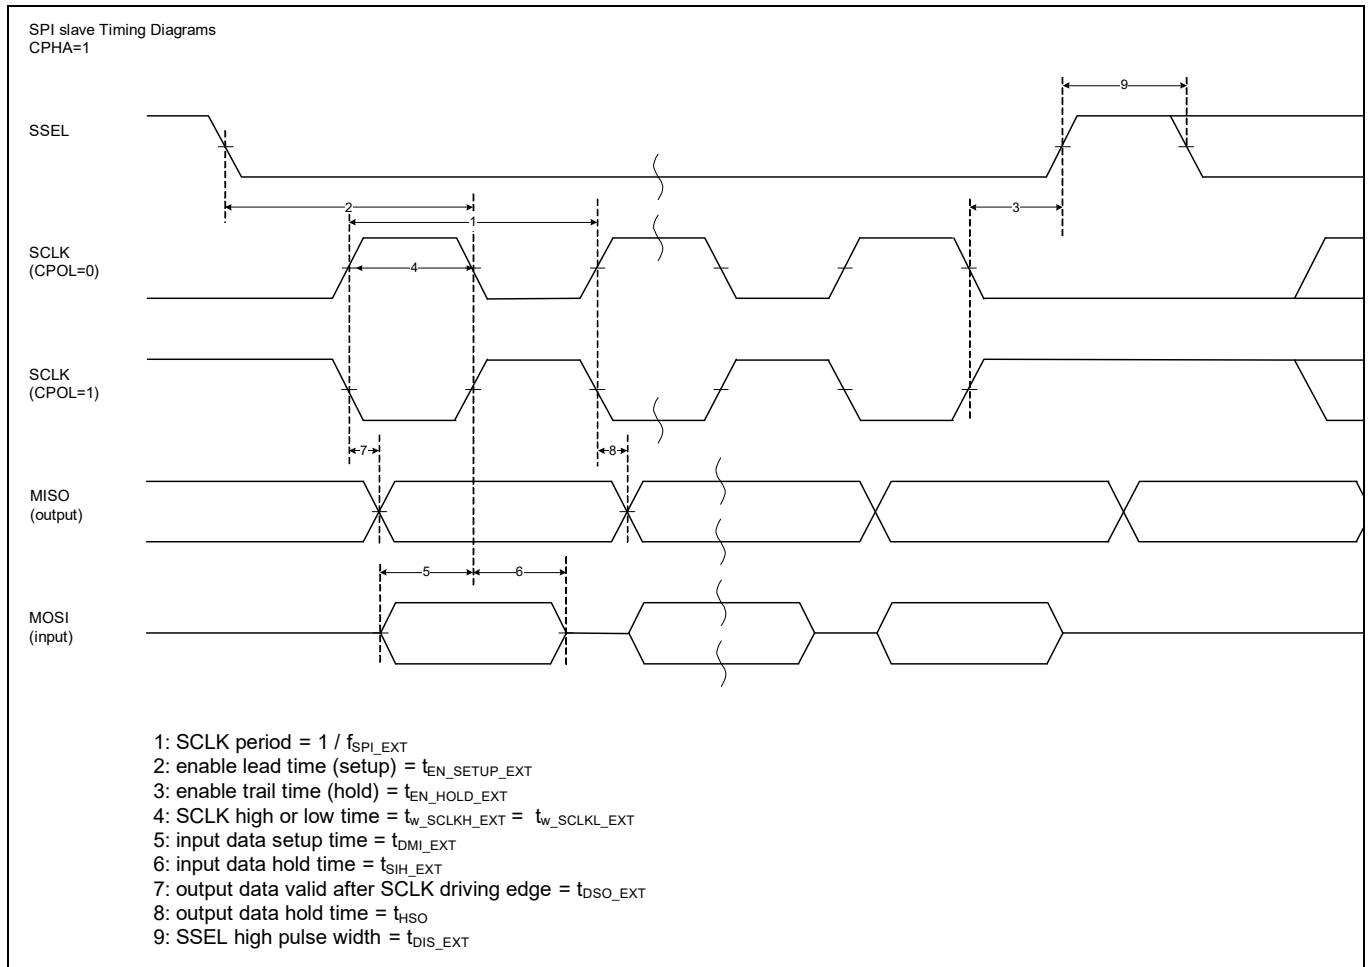 SPI slave Timing Diagrams
CPHA=1
9
SSEL
2
3
1
SCLK
(CPOL=0)
4
SCLK
(CPOL=1)
7
8
MISO
(output)
5
6
MOSI
(input)
1: SCLK period = 1 / fSPI_EXT
2: enable lead time (setup) = tEN_SETUP_EXT
3: enable trail time (hold) = tEN_HOLD_EXT
4: SCLK high or low time = tw_SCLKH_EXT = tw_SCLKL_EXT
5: input data setup time = tDMI_EXT
6: input data hold time = tSIH_EXT
7: output data valid after SCLK driving edge = tDSO_EXT
8: output data hold time = tHSO
9: SSEL high pulse width = tDIS_EXT